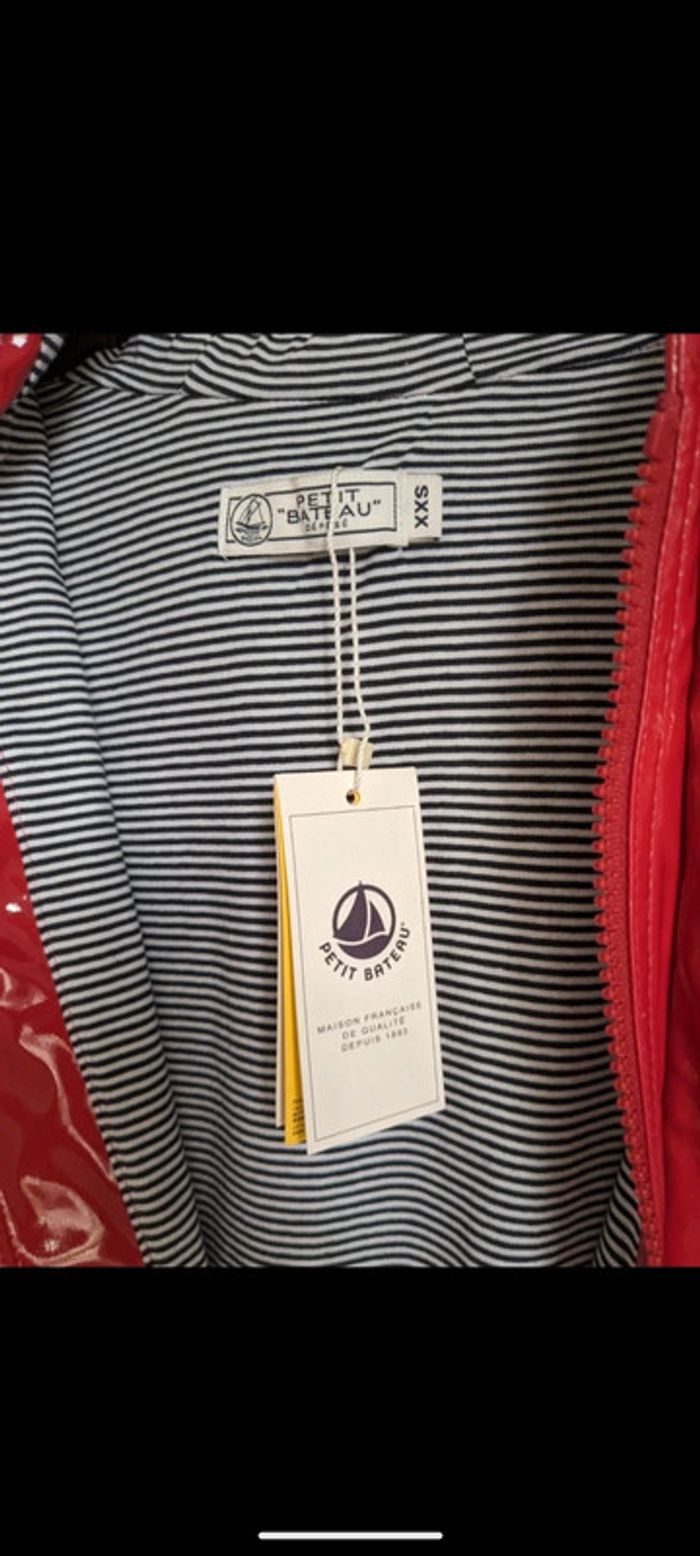 PETIT
"BATEAU"
DÉPOSÉ
XXS
PETIT BATEAU
MAISON FRANÇAISE
DE QUALITÉ
DEPUIS 1893